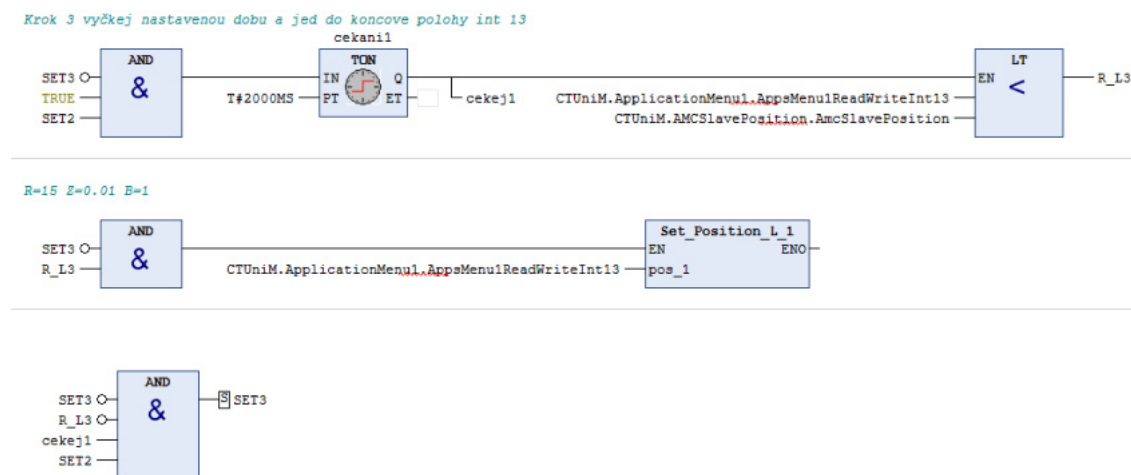 Krok 3 vyčkej nastavenou dobu a jed do koncove polohy int 13
cekani1
AND TON LT
SET3 & IN Q EN < R_L3
TRUE T#2000MS PT ET cekej1 CTUniM.ApplicationMenu1.AppsMenu1ReadWriteInt13
SET2 CTUniM.AMCSlavePosition.AmcSlavePosition
R=15 Z=0.01 B=1
AND Set_Position_L_1
SET3 & EN ENO
R_L3 CTUniM.ApplicationMenu1.AppsMenu1ReadWriteInt13 pos_1
AND
SET3 & S SET3
R_L3
cekej1
SET2